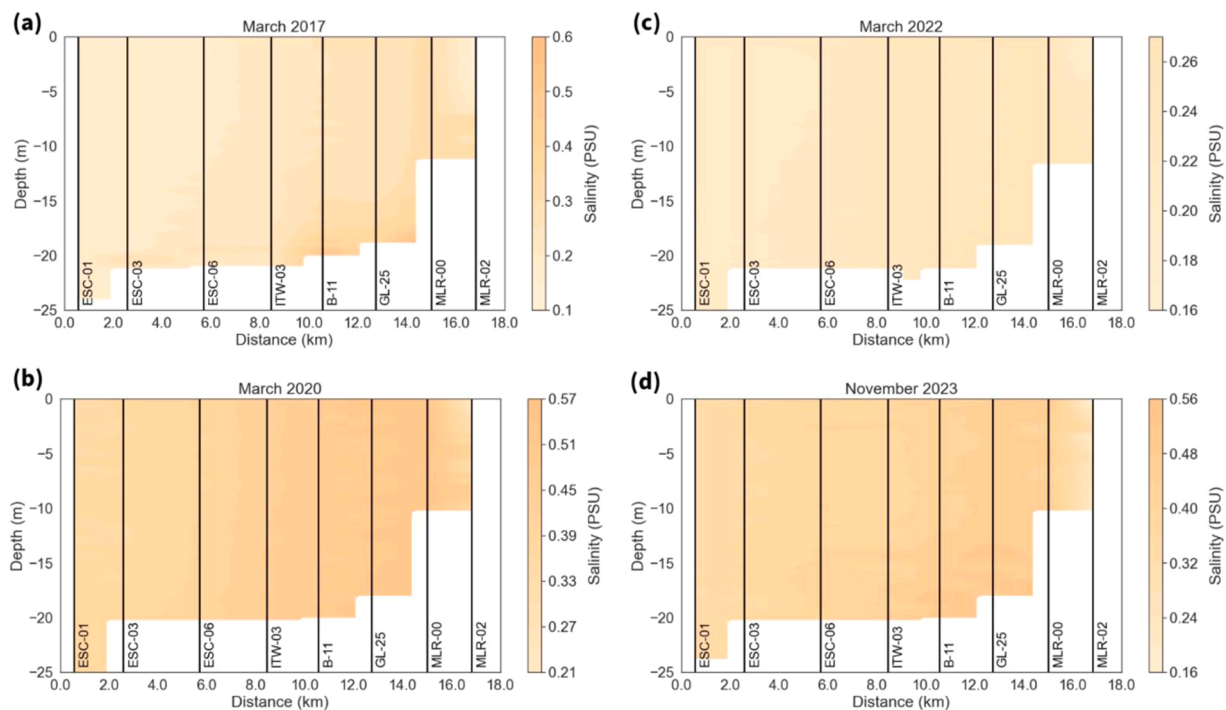 (a)
March 2017
0
−5
−10
−15
−20
−25
Depth (m)
ESC-01
ESC-03
ESC-06
ITW-03
B-11
GL-25
MLR-00
MLR-02
0.0 2.0 4.0 6.0 8.0 10.0 12.0 14.0 16.0 18.0
Distance (km)
0.6
0.5
0.4
0.3
0.2
0.1
Salinity (PSU)
(c)
March 2022
0
−5
−10
−15
−20
−25
Depth (m)
ESC-01
ESC-03
ESC-06
ITW-03
B-11
GL-25
MLR-00
MLR-02
0.0 2.0 4.0 6.0 8.0 10.0 12.0 14.0 16.0 18.0
Distance (km)
0.26
0.24
0.22
0.20
0.18
0.16
Salinity (PSU)
(b)
March 2020
0
−5
−10
−15
−20
−25
Depth (m)
ESC-01
ESC-03
ESC-06
ITW-03
B-11
GL-25
MLR-00
MLR-02
0.0 2.0 4.0 6.0 8.0 10.0 12.0 14.0 16.0 18.0
Distance (km)
0.57
0.51
0.45
0.39
0.33
0.27
0.21
Salinity (PSU)
(d)
November 2023
0
−5
−10
−15
−20
−25
Depth (m)
ESC-01
ESC-03
ESC-06
ITW-03
B-11
GL-25
MLR-00
MLR-02
0.0 2.0 4.0 6.0 8.0 10.0 12.0 14.0 16.0 18.0
Distance (km)
0.56
0.48
0.40
0.32
0.24
0.16
Salinity (PSU)